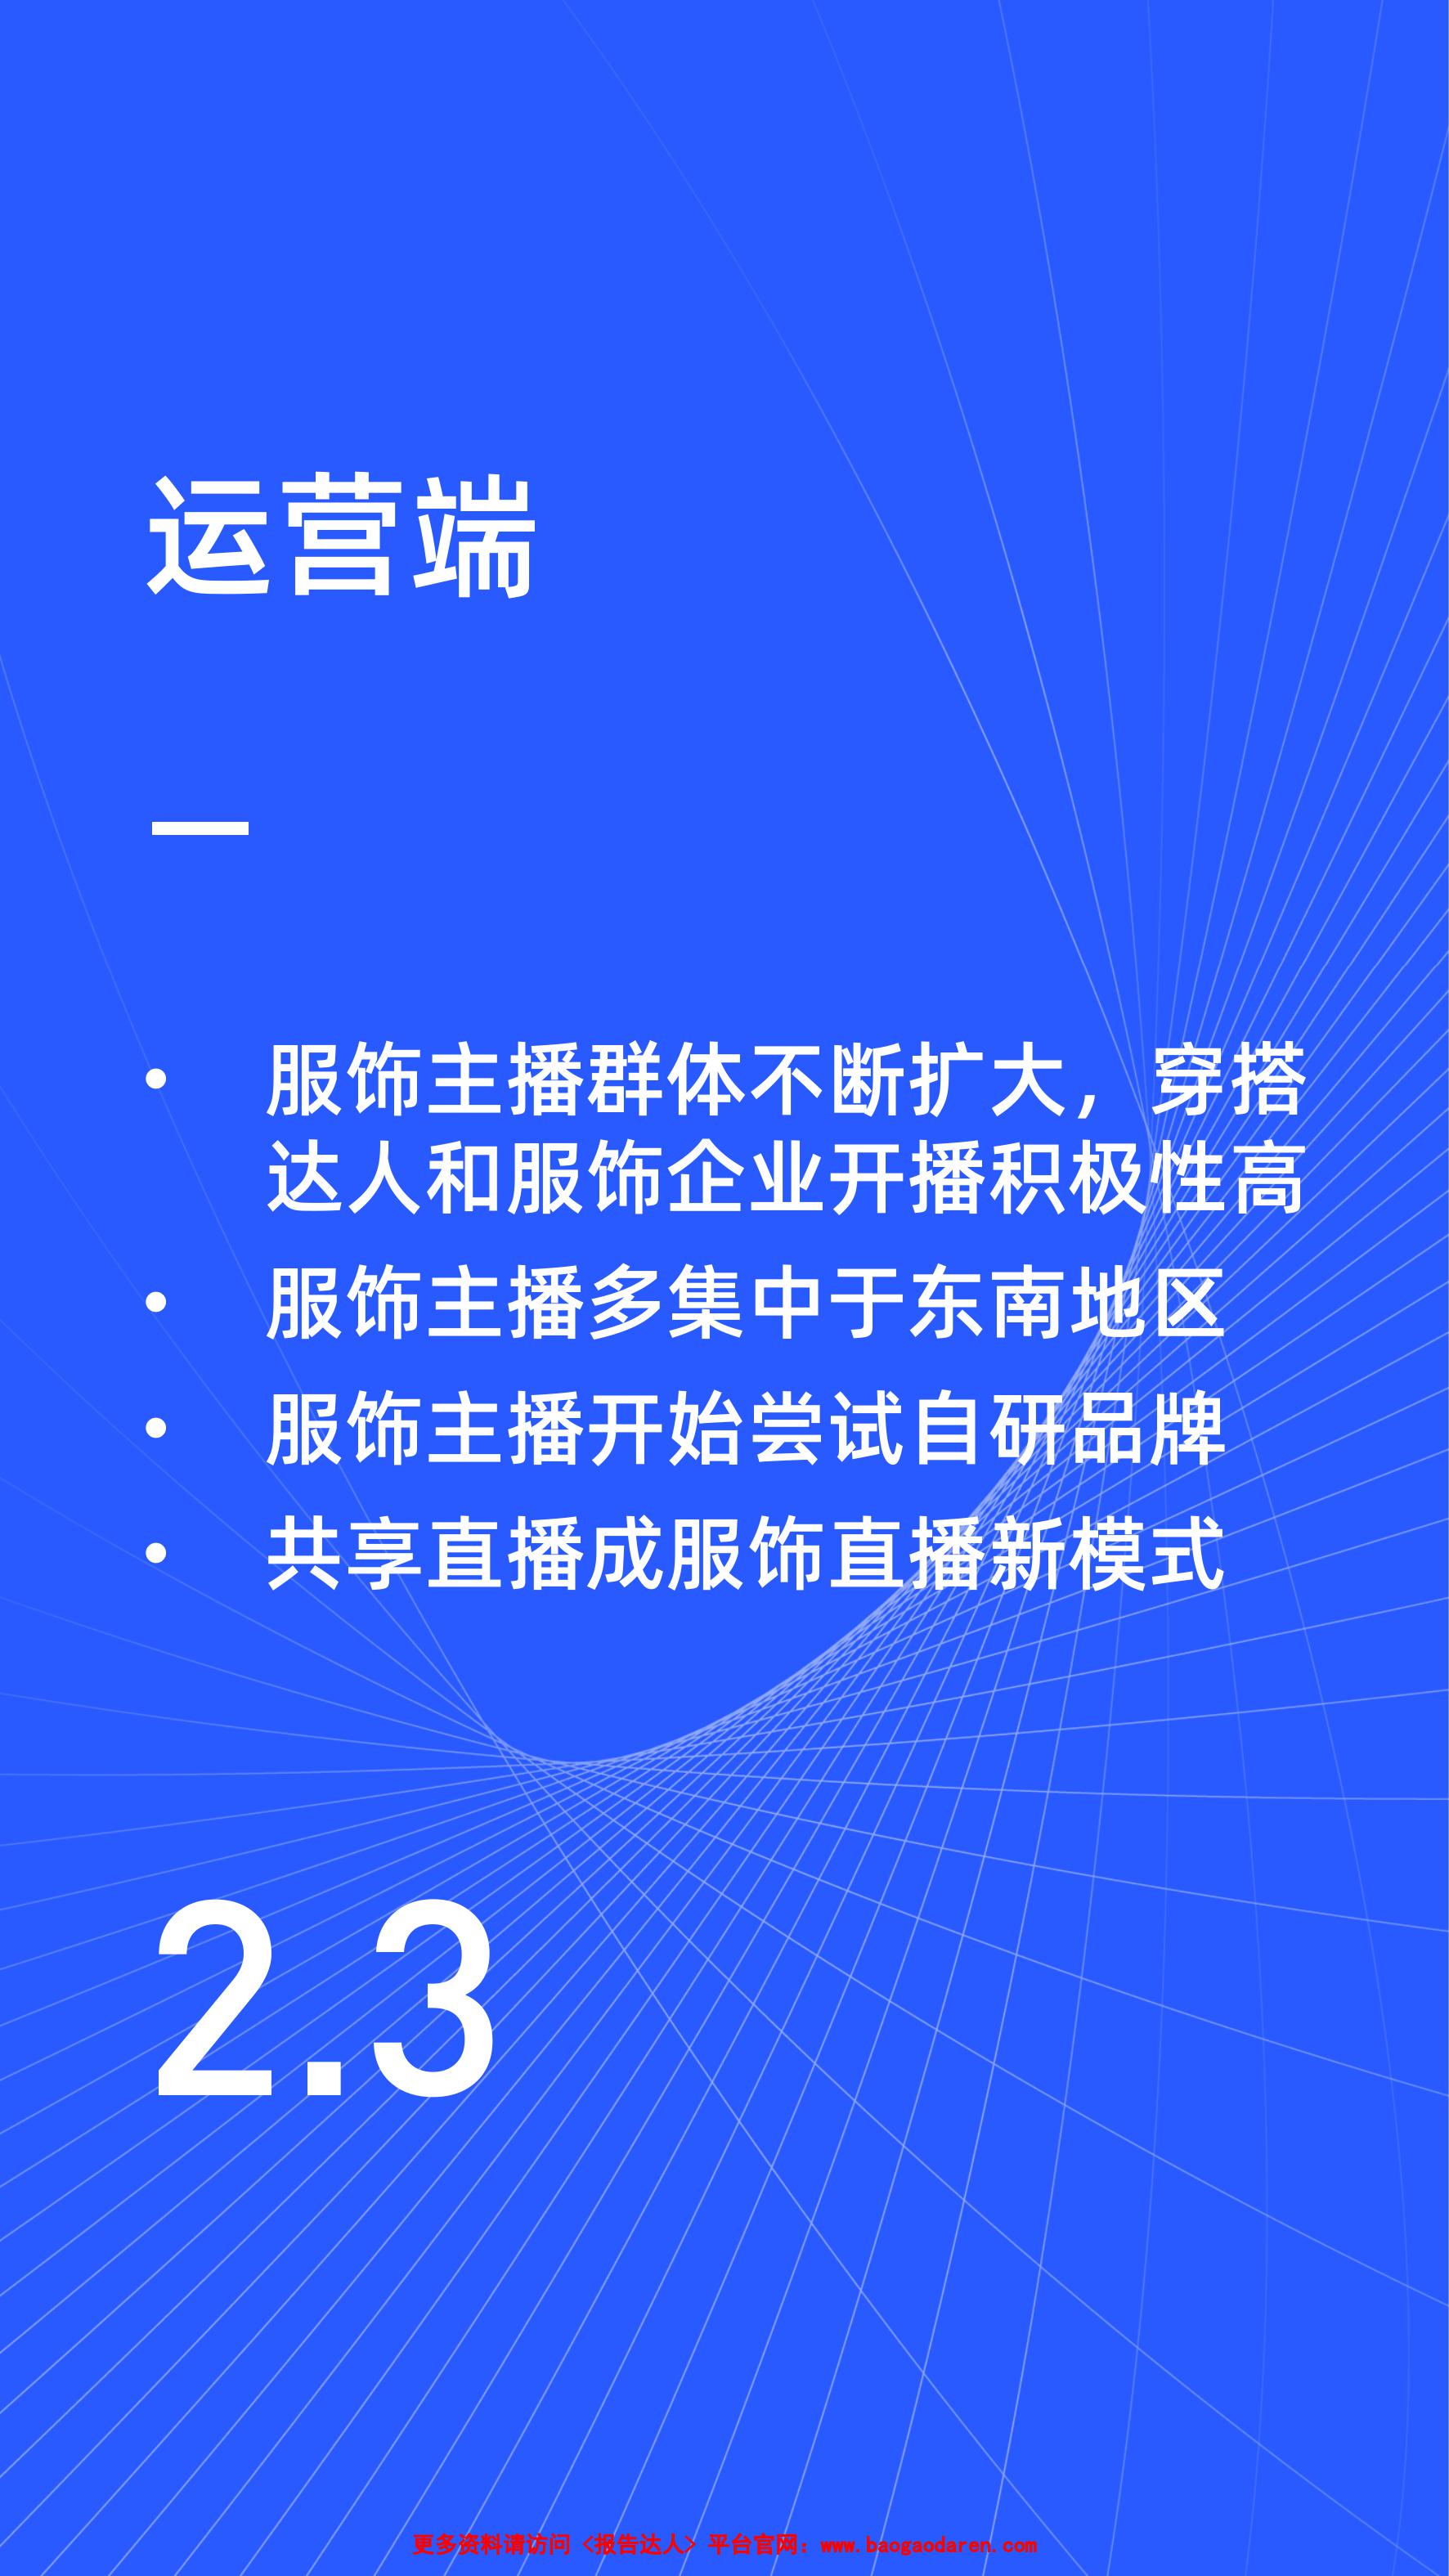 运营端
• 服饰主播群体不断扩大，穿搭
达人和服饰企业开播积极性高
• 服饰主播多集中于东南地区
• 服饰主播开始尝试自研品牌
• 共享直播成服饰直播新模式
2.3
更多资料请访问<报告达人>平台官网：www.baogaodaren.com